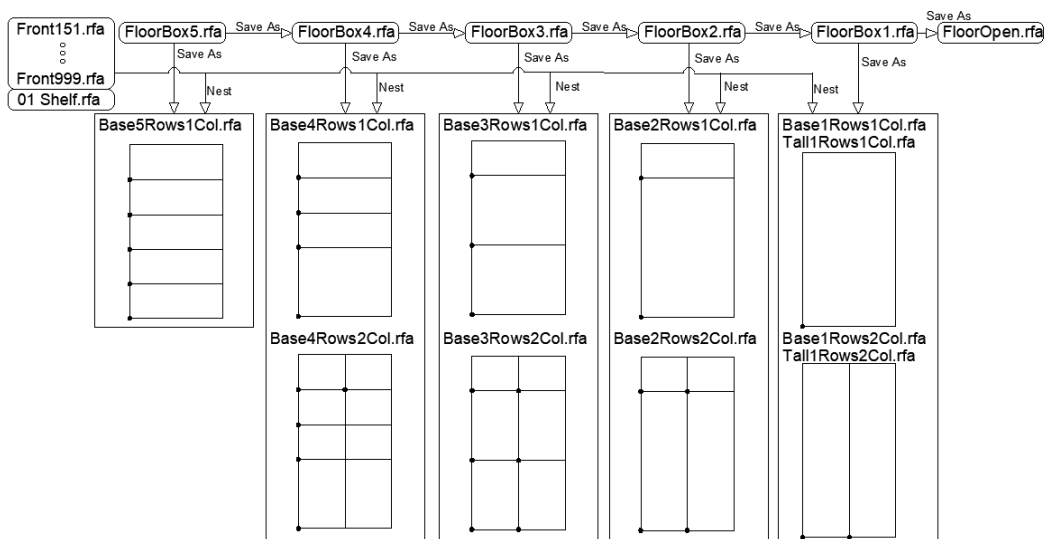 Front151.rfa
Front999.rfa
01 Shelf.rfa
FloorBox5.rfa
Save As
FloorBox4.rfa
Save As
FloorBox3.rfa
Save As
FloorBox2.rfa
Save As
FloorBox1.rfa
Save As
FloorOpen.rfa
Save As
Save As
Save As
Save As
Save As
Nest
Nest
Nest
Nest
Nest
Base5Rows1Col.rfa
Base4Rows1Col.rfa
Base3Rows1Col.rfa
Base2Rows1Col.rfa
Base1Rows1Col.rfa
Tall1Rows1Col.rfa
Base4Rows2Col.rfa
Base3Rows2Col.rfa
Base2Rows2Col.rfa
Base1Rows2Col.rfa
Tall1Rows2Col.rfa